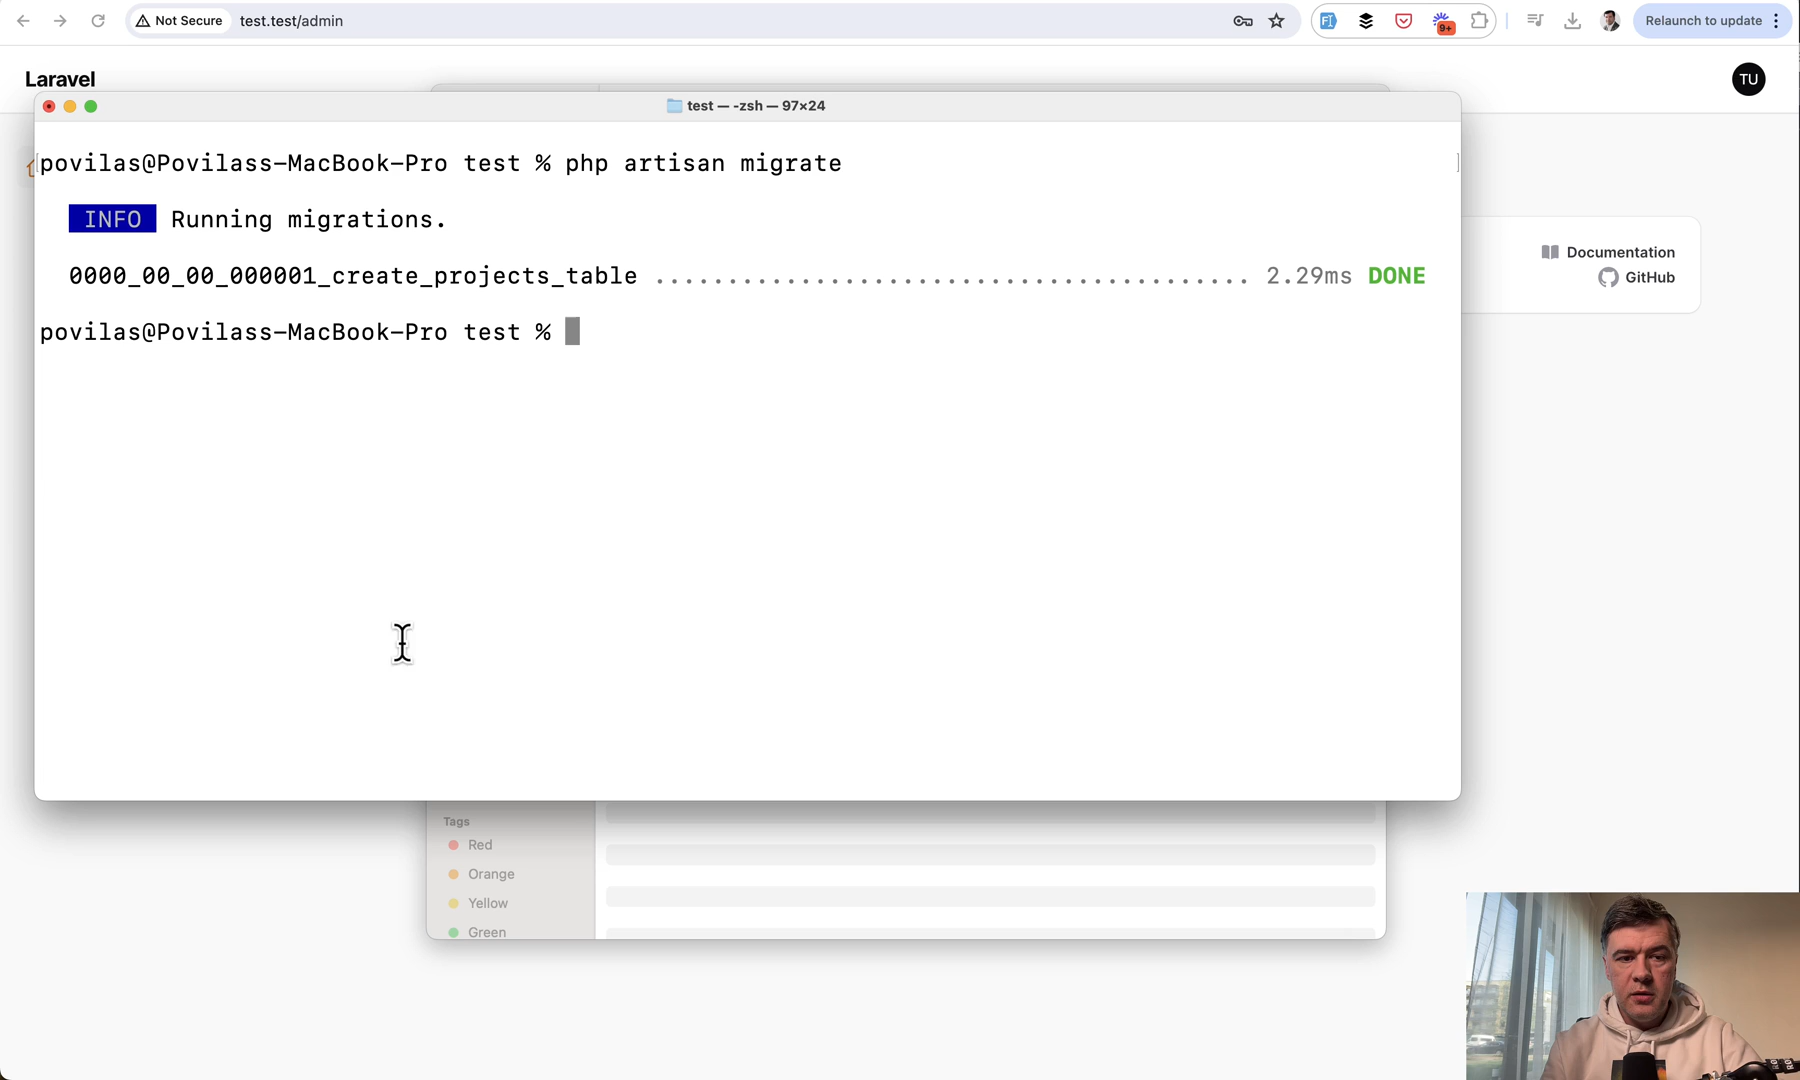 Not Secure test.test/admin
9+
Relaunch to update
Laravel
TU
test — -zsh — 97×24
povilas@Povilass-MacBook-Pro test % php artisan migrate
INFO Running migrations.
0000_00_00_000001_create_projects_table ......................................... 2.29ms DONE
povilas@Povilass-MacBook-Pro test %
Documentation
GitHub
Tags
Red
Orange
Yellow
Green